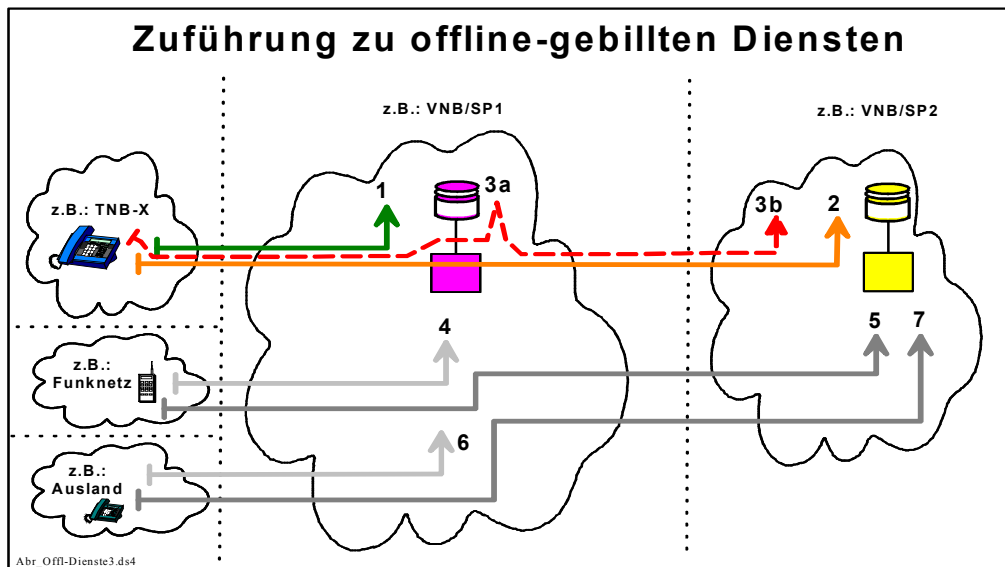 Zuführung zu offline-gebillten Diensten
z.B.: VNB/SP1
z.B.: VNB/SP2
z.B.: TNB-X
1
3a
3b
2
4
5
7
z.B.:
Funknetz
6
z.B.:
Ausland
Abr_Offl-Dienste3.ds4